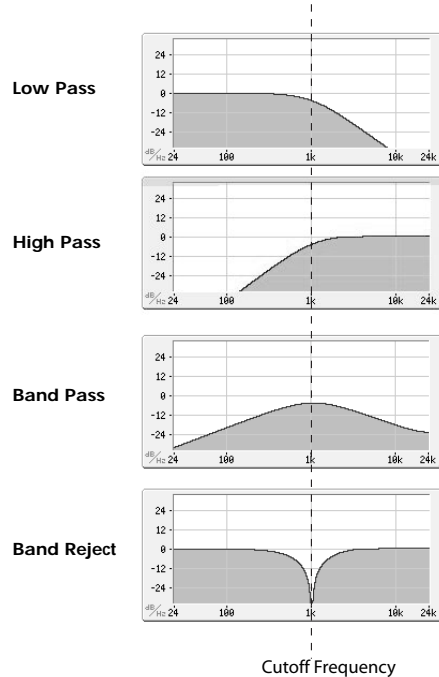 Low Pass
24
12
0
-12
-24
dB/Hz 24 100 1k 10k 24k
High Pass
24
12
0
-12
-24
dB/Hz 24 100 1k 10k 24k
Band Pass
24
12
0
-12
-24
dB/Hz 24 100 1k 10k 24k
Band Reject
24
12
0
-12
-24
dB/Hz 24 100 1k 10k 24k
Cutoff Frequency